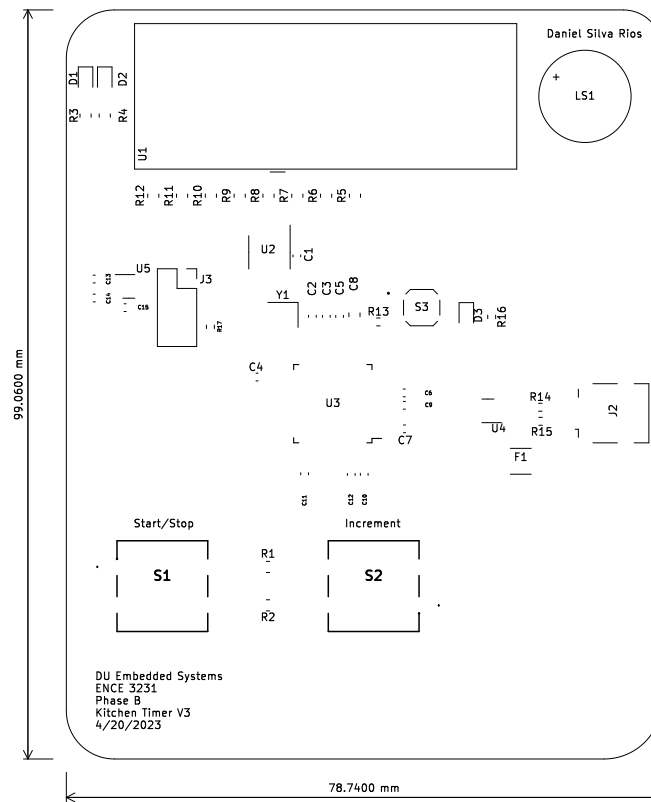 Daniel Silva Rios
D1
D2
+
LS1
R3
R4
U1
R12
R11
R10
R9
R8
R7
R6
R5
U2
C1
U5
J3
C13
C14
C15
R17
Y1
C2
C3
C5
C8
R13
S3
D3
R16
C4
U3
C6
C9
C7
R14
U4
R15
J2
F1
99.0600 mm
C11
C12
C10
Start/Stop
Increment
S1
R1
S2
R2
DU Embedded Systems
ENCE 3231
Phase B
Kitchen Timer V3
4/20/2023
78.7400 mm